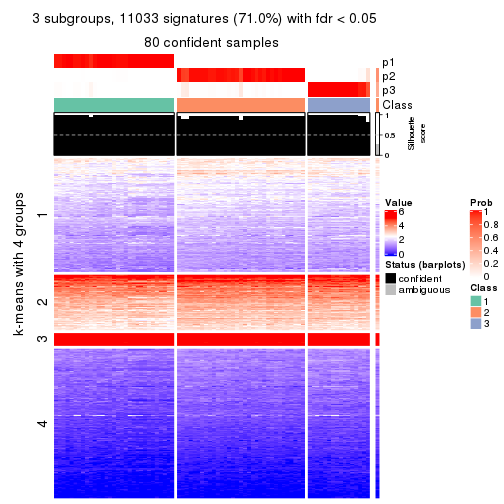 3 subgroups, 11033 signatures (71.0%) with fdr < 0.05
80 confident samples
p1
p2
p3
Class
1
0.5
0
Silhouette
score
k-means with 4 groups
1
2
3
4
Value
6
4
2
0
Status (barplots)
confident
ambiguous
Prob
1
0.8
0.6
0.4
0.2
0
Class
1
2
3